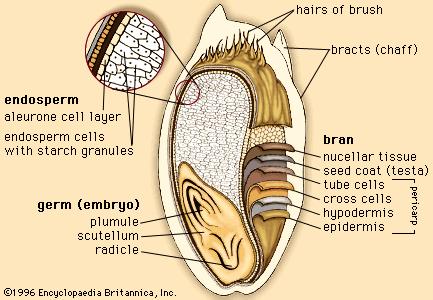 hairs of brush
bracts (chaff)
endosperm
aleurone cell layer
endosperm cells
with starch granules
bran
nucellar tissue
seed coat (testa)
tube cells
cross cells
hypodermis
epidermis
pericarp
germ (embryo)
plumule
scutellum
radicle
©1996 Encyclopaedia Britannica, Inc.